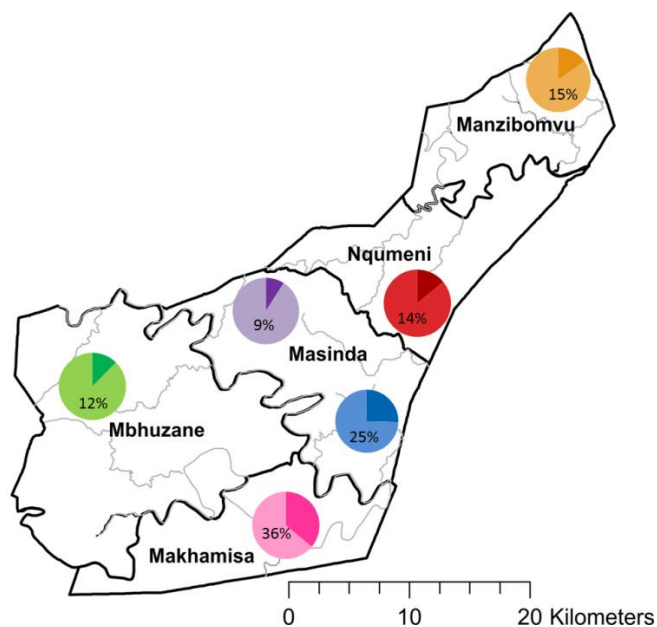 15%
Manzibomvu
Nqumeni
14%
9%
Masinda
12%
Mbhuzane
25%
36%
Makhamisa
0 10 20 Kilometers